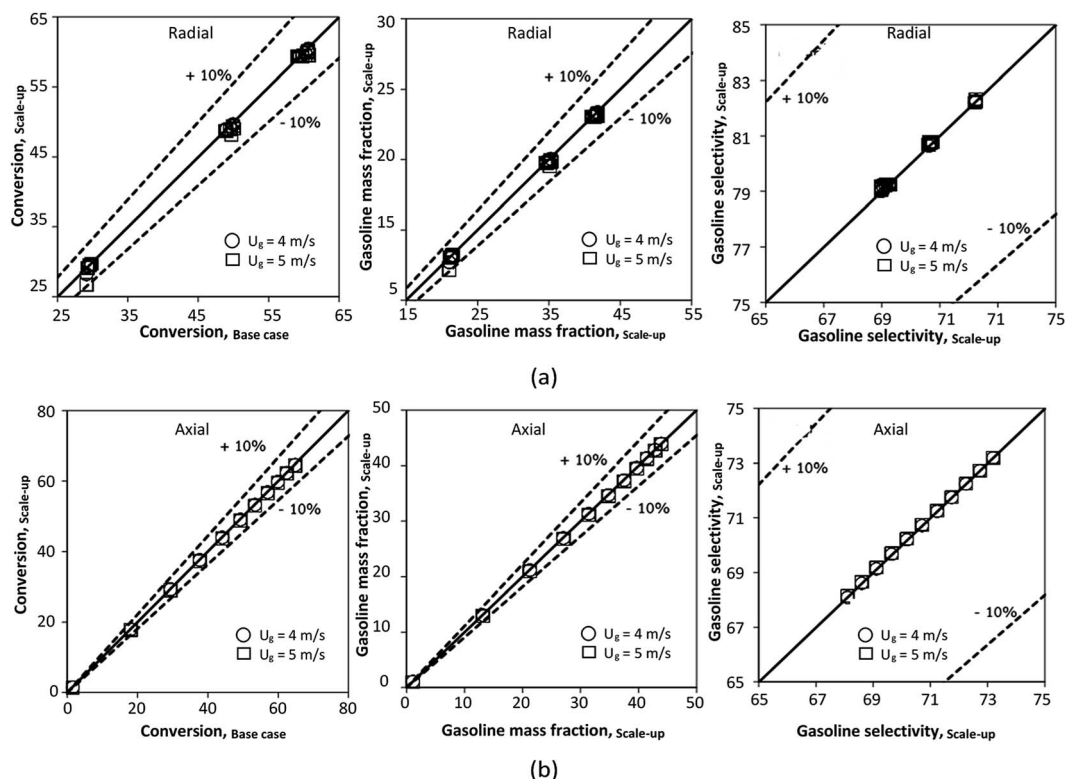 65
55
45
35
25
25 35 45 55 65
Conversion, Scale-up
Conversion, Base case
Radial
+ 10%
- 10%
Ug = 4 m/s
Ug = 5 m/s
30
20
13
5
15 25 35 45 55
Gasoline mass fraction, Scale-up
Gasoline mass fraction, Scale-up
Radial
+ 10%
- 10%
Ug = 4 m/s
Ug = 5 m/s
85
83
81
79
77
75
65 67 69 71 71 75
Gasoline selectivity, Scale-up
Gasoline selectivity, Scale-up
Radial
+ 10%
- 10%
Ug = 4 m/s
Ug = 5 m/s
(a)
80
60
40
20
0
0 20 40 60 80
Conversion, Scale-up
Conversion, Base case
Axial
+ 10%
- 10%
Ug = 4 m/s
Ug = 5 m/s
50
40
30
20
10
0
0 10 20 30 40 50
Gasoline mass fraction, Scale-up
Gasoline mass fraction, Scale-up
Axial
+ 10%
- 10%
Ug = 4 m/s
Ug = 5 m/s
75
73
71
69
67
65
65 67 69 71 73 75
Gasoline selectivity, Scale-up
Gasoline selectivity, Scale-up
Axial
+ 10%
- 10%
Ug = 4 m/s
Ug = 5 m/s
(b)